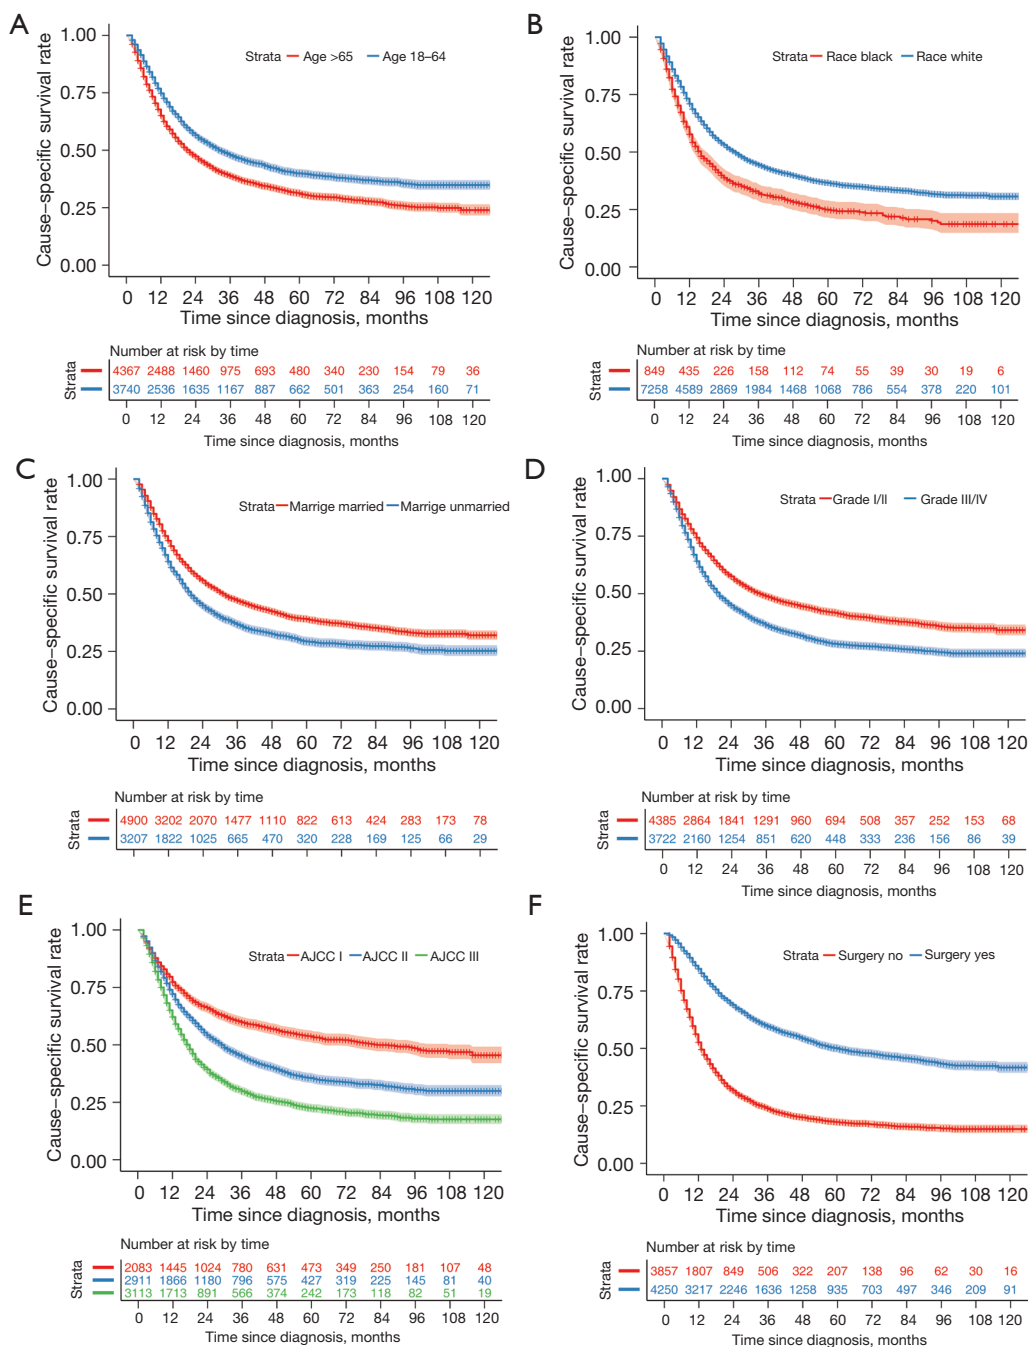 A
Cause–specific survival rate
Strata Age >65 Age 18–64
1.00
0.75
0.50
0.25
0.00
0 12 24 36 48 60 72 84 96 108 120
Time since diagnosis, months
Number at risk by time
Strata
4367 2488 1460 975 693 480 340 230 154 79 36
3740 2536 1635 1167 887 662 501 363 254 160 71
0 12 24 36 48 60 72 84 96 108 120
Time since diagnosis, months
B
Cause–specific survival rate
Strata Race black Race white
1.00
0.75
0.50
0.25
0.00
0 12 24 36 48 60 72 84 96 108 120
Time since diagnosis, months
Number at risk by time
Strata
849 435 226 158 112 74 55 39 30 19 6
7258 4589 2869 1984 1468 1068 786 554 378 220 101
0 12 24 36 48 60 72 84 96 108 120
Time since diagnosis, months
C
Cause–specific survival rate
Strata Marrige married Marrige unmarried
1.00
0.75
0.50
0.25
0.00
0 12 24 36 48 60 72 84 96 108 120
Time since diagnosis, months
Number at risk by time
Strata
4900 3202 2070 1477 1110 822 613 424 283 173 78
3207 1822 1025 665 470 320 228 169 125 66 29
D
Cause–specific survival rate
Strata Grade I/II Grade III/IV
1.00
0.75
0.50
0.25
0.00
0 12 24 36 48 60 72 84 96 108 120
Time since diagnosis, months
Number at risk by time
Strata
4385 2864 1841 1291 960 694 508 357 252 153 68
3722 2160 1254 851 620 448 333 236 156 86 39
0 12 24 36 48 60 72 84 96 108 120
Time since diagnosis, months
E
Cause–specific survival rate
Strata AJCC I AJCC II AJCC III
1.00
0.75
0.50
0.25
0.00
0 12 24 36 48 60 72 84 96 108 120
Time since diagnosis, months
Number at risk by time
Strata
2083 1445 1024 780 631 473 349 250 181 107 48
2911 1866 1180 796 575 427 319 225 145 81 40
3113 1713 891 566 374 242 173 118 82 51 19
0 12 24 36 48 60 72 84 96 108 120
Time since diagnosis, months
F
Cause–specific survival rate
Strata Surgery no Surgery yes
1.00
0.75
0.50
0.25
0.00
0 12 24 36 48 60 72 84 96 108 120
Time since diagnosis, months
Number at risk by time
Strata
3857 1807 849 506 322 207 138 96 62 30 16
4250 3217 2246 1636 1258 935 703 497 346 209 91
0 12 24 36 48 60 72 84 96 108 120
Time since diagnosis, months